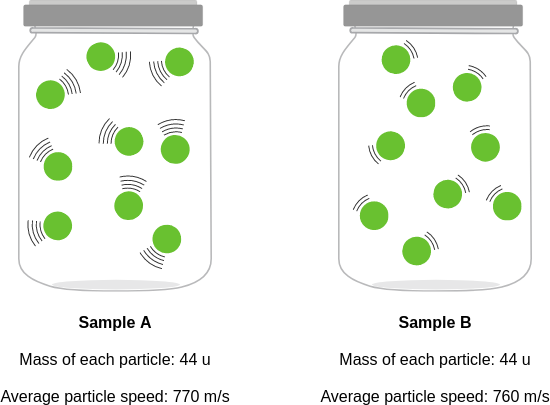 Sample A
Mass of each particle: 44 u
Average particle speed: 770 m/s
Sample B
Mass of each particle: 44 u
Average particle speed: 760 m/s